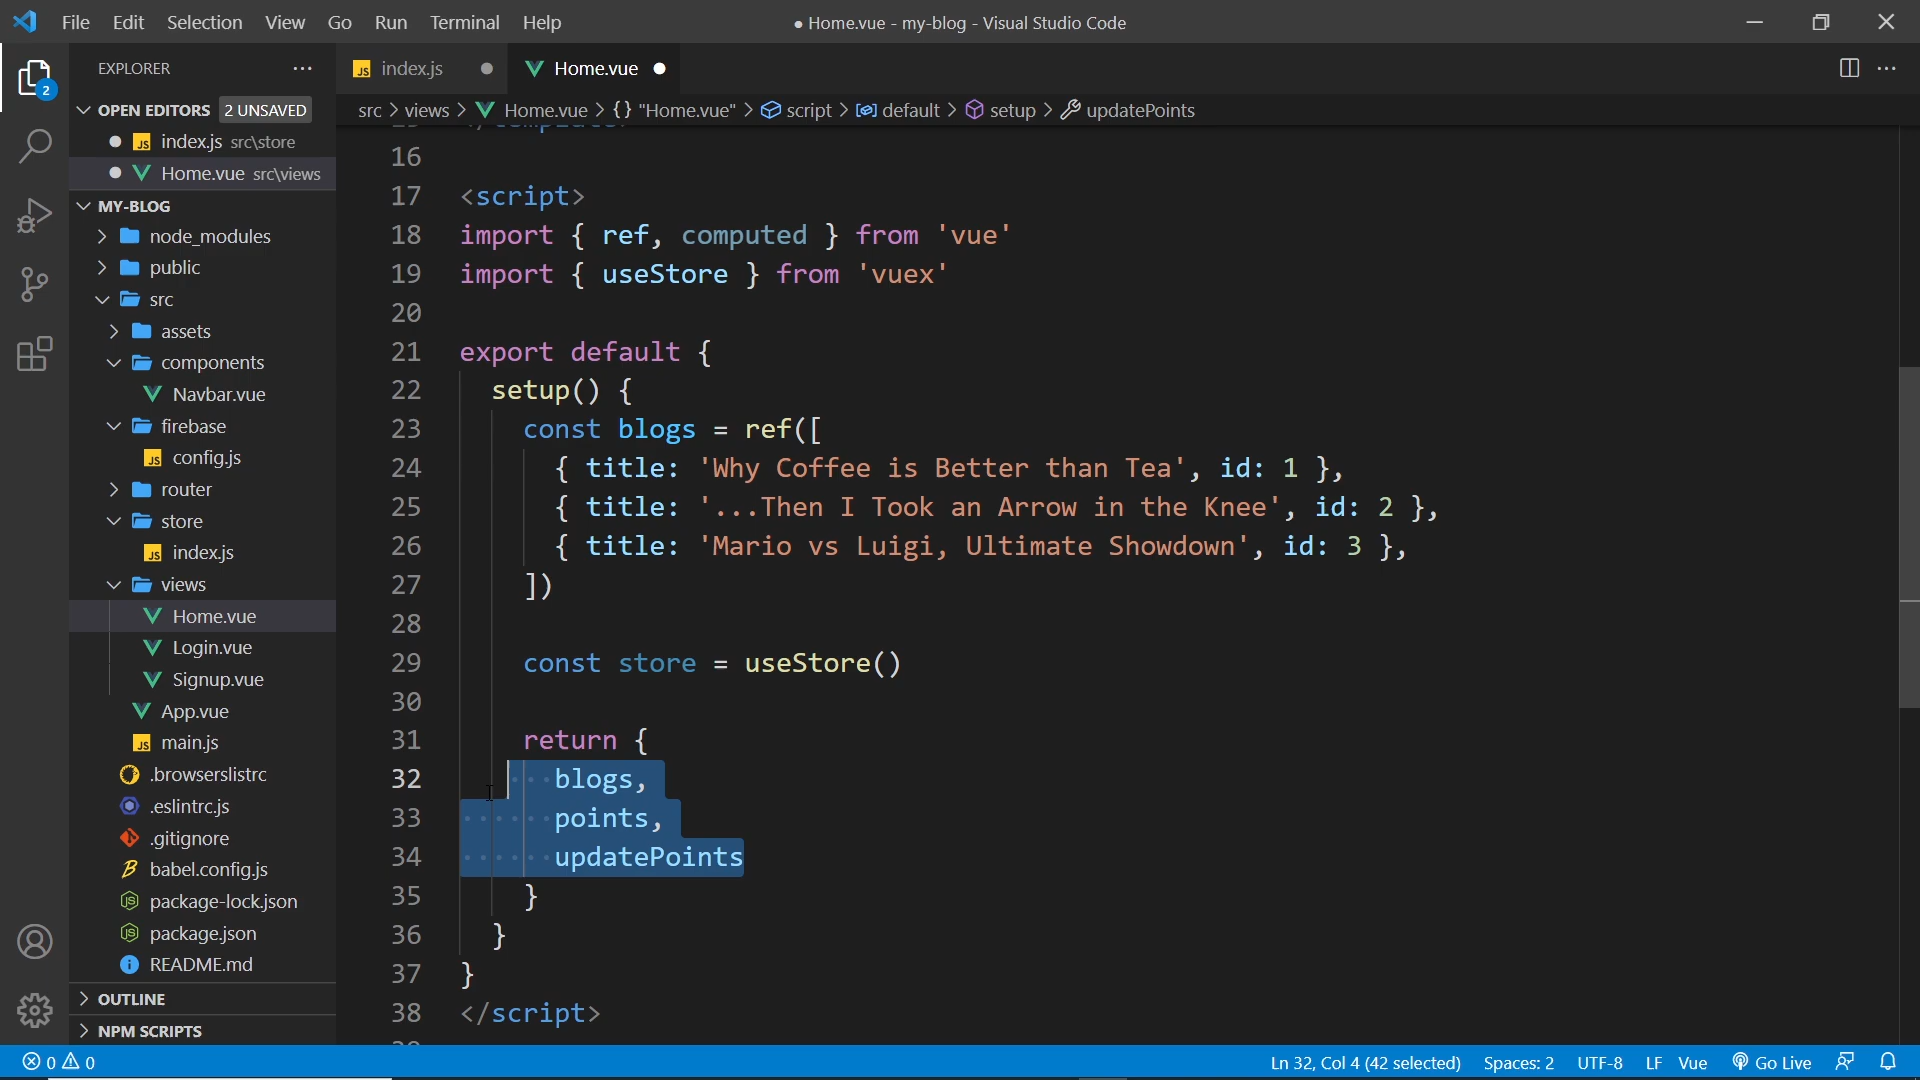 File Edit Selection View Go Run Terminal Help
● Home.vue - my-blog - Visual Studio Code
EXPLORER ···
JS index.js ●
Home.vue ●
src > views > Home.vue > {} "Home.vue" > script > default > setup > updatePoints
2
OPEN EDITORS 2 UNSAVED
● JS index.js src\store
● Home.vue src\views
MY-BLOG
node_modules
public
src
assets
components
Navbar.vue
firebase
JS config.js
router
store
JS index.js
views
Home.vue
Login.vue
Signup.vue
App.vue
JS main.js
.browserslistrc
.eslintrc.js
.gitignore
babel.config.js
package-lock.json
package.json
README.md
OUTLINE
NPM SCRIPTS
16
17 <script>
18 import { ref, computed } from 'vue'
19 import { useStore } from 'vuex'
20
21 export default {
22 setup() {
23 const blogs = ref([
24 { title: 'Why Coffee is Better than Tea', id: 1 },
25 { title: '...Then I Took an Arrow in the Knee', id: 2 },
26 { title: 'Mario vs Luigi, Ultimate Showdown', id: 3 },
27 ])
28
29 const store = useStore()
30
31 return {
32 blogs,
33 points,
34 updatePoints
35 }
36 }
37 }
38 </script>
0 0
Ln 32, Col 4 (42 selected) Spaces: 2 UTF-8 LF Vue Go Live